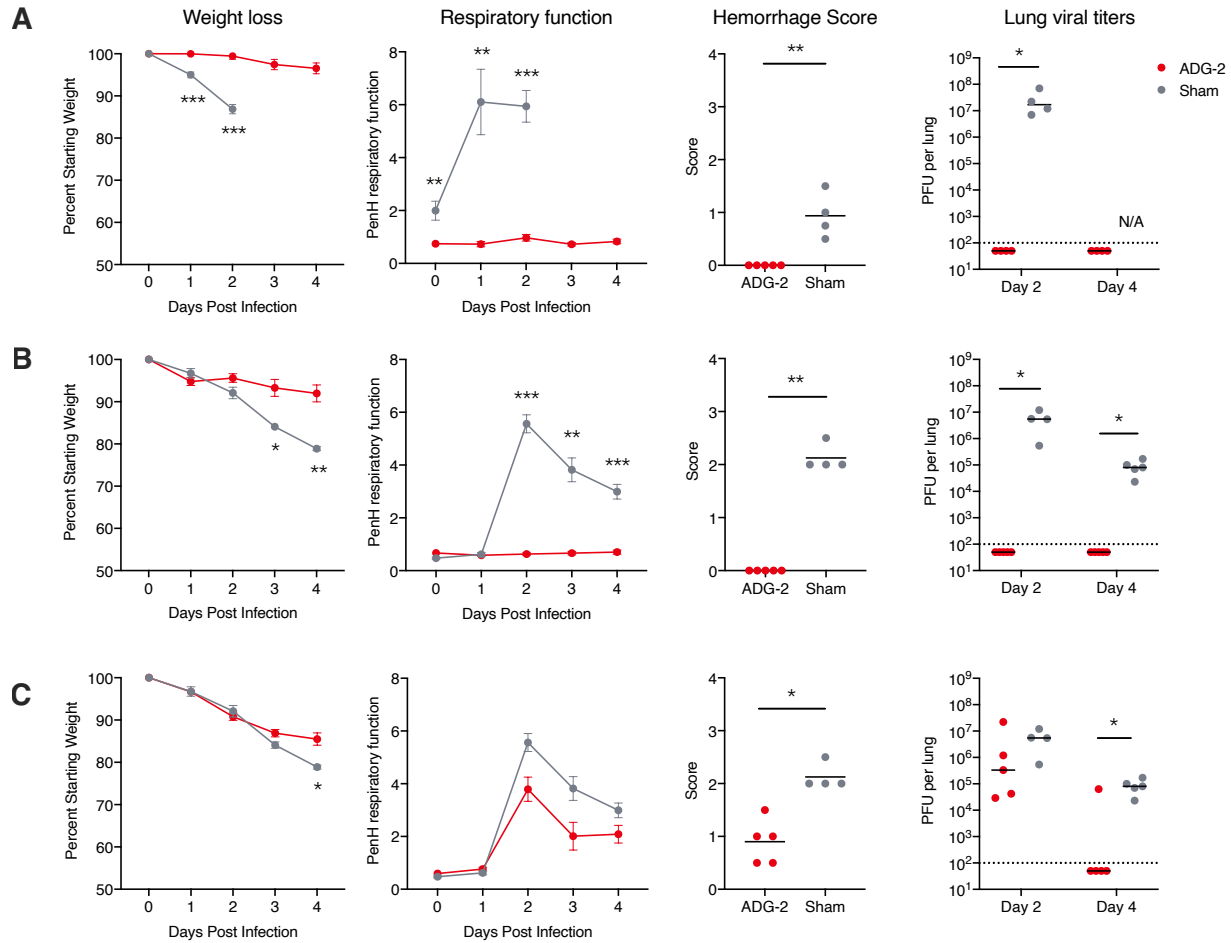 A
Weight loss
Respiratory function
Hemorrhage Score
Lung viral titers
Percent Starting Weight
100
90
80
70
60
50
***
***
0 1 2 3 4
Days Post Infection
PenH respiratory function
8
6
4
2
0
**
**
***
0 1 2 3 4
Days Post Infection
Score
4
3
2
1
0
**
ADG-2 Sham
PFU per lung
10⁹
10⁸
10⁷
10⁶
10⁵
10⁴
10³
10²
10¹
*
N/A
Day 2 Day 4
ADG-2
Sham
B
Percent Starting Weight
100
90
80
70
60
50
*
**
0 1 2 3 4
Days Post Infection
PenH respiratory function
8
6
4
2
0
***
**
***
0 1 2 3 4
Days Post Infection
Score
4
3
2
1
0
**
ADG-2 Sham
PFU per lung
10⁹
10⁸
10⁷
10⁶
10⁵
10⁴
10³
10²
10¹
*
*
Day 2 Day 4
C
Percent Starting Weight
100
90
80
70
60
50
*
0 1 2 3 4
Days Post Infection
PenH respiratory function
8
6
4
2
0
0 1 2 3 4
Days Post Infection
Score
4
3
2
1
0
*
ADG-2 Sham
PFU per lung
10⁹
10⁸
10⁷
10⁶
10⁵
10⁴
10³
10²
10¹
*
Day 2 Day 4